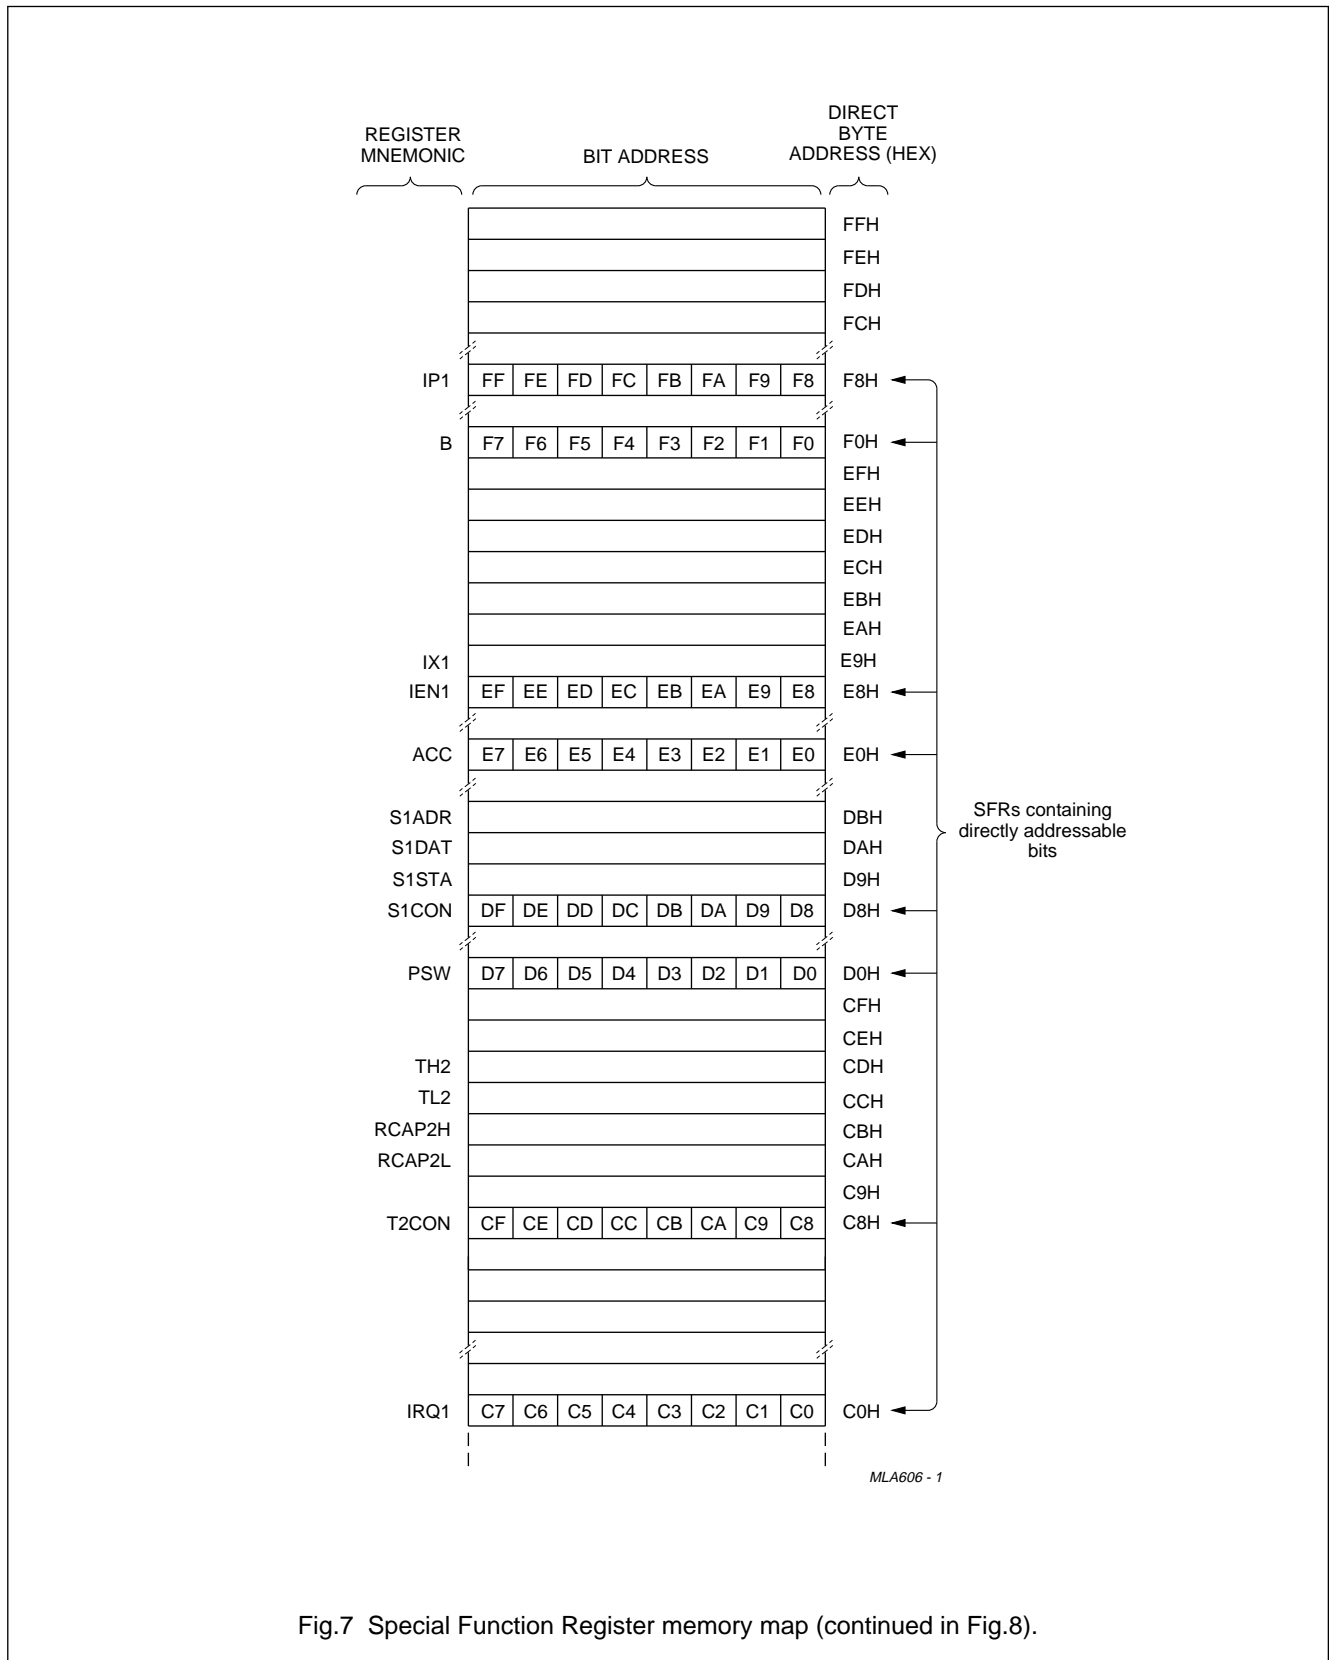 REGISTER
MNEMONIC
BIT ADDRESS
DIRECT
BYTE
ADDRESS (HEX)
FFH
FEH
FDH
FCH
IP1 FF FE FD FC FB FA F9 F8 F8H
B F7 F6 F5 F4 F3 F2 F1 F0 F0H
EFH
EEH
EDH
ECH
EBH
EAH
IX1 E9H
IEN1 EF EE ED EC EB EA E9 E8 E8H
ACC E7 E6 E5 E4 E3 E2 E1 E0 E0H
S1ADR DBH
S1DAT DAH
S1STA D9H
S1CON DF DE DD DC DB DA D9 D8 D8H
PSW D7 D6 D5 D4 D3 D2 D1 D0 D0H
CFH
CEH
TH2 CDH
TL2 CCH
RCAP2H CBH
RCAP2L CAH
C9H
T2CON CF CE CD CC CB CA C9 C8 C8H
IRQ1 C7 C6 C5 C4 C3 C2 C1 C0 C0H
SFRs containing
directly addressable
bits
MLA606 - 1
Fig.7 Special Function Register memory map (continued in Fig.8).